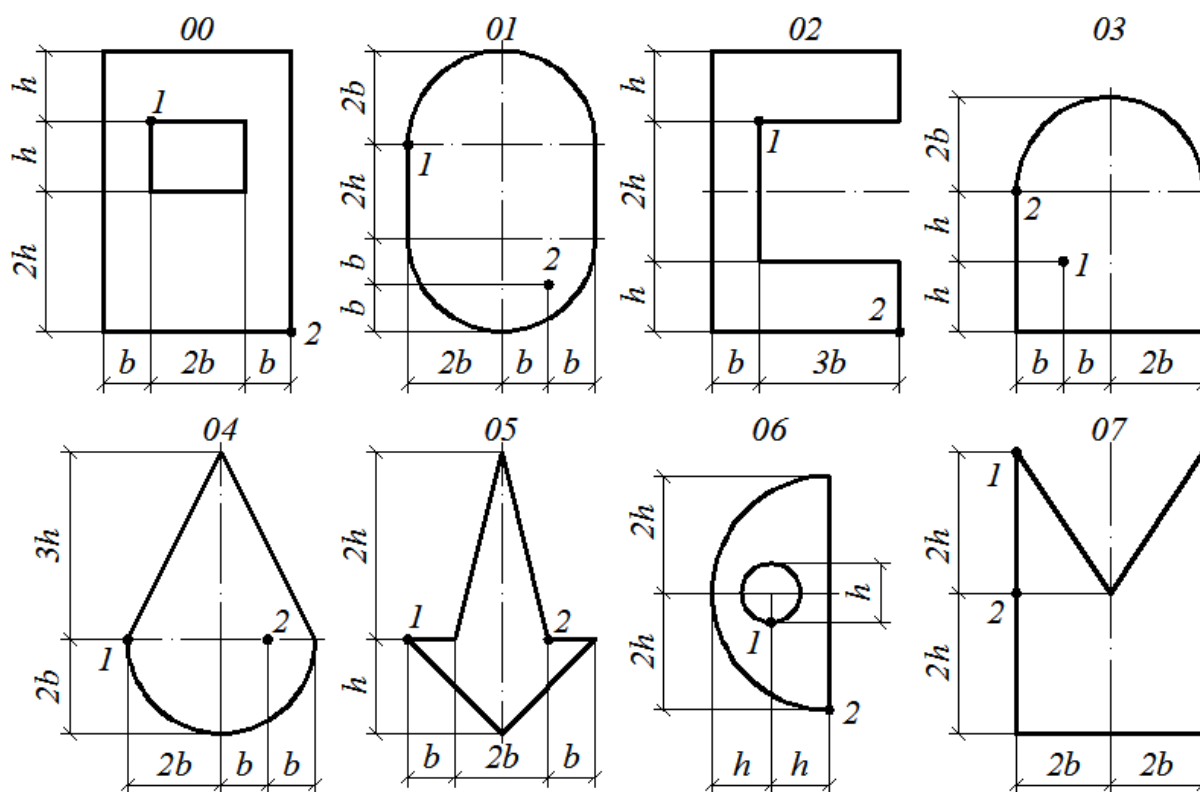 00 01 02 03
h h 2h 1 2 b 2b b
2b 2h b b 1 2 2b b b
h 2h h 1 2 b 3b
2b h h 2 1 b b 2b
04 05 06 07
3h 2b 1 2 2b b b
2h h 1 2 b 2b b
2h 2h h 1 2 h h
2h 2h 1 2 2b 2b